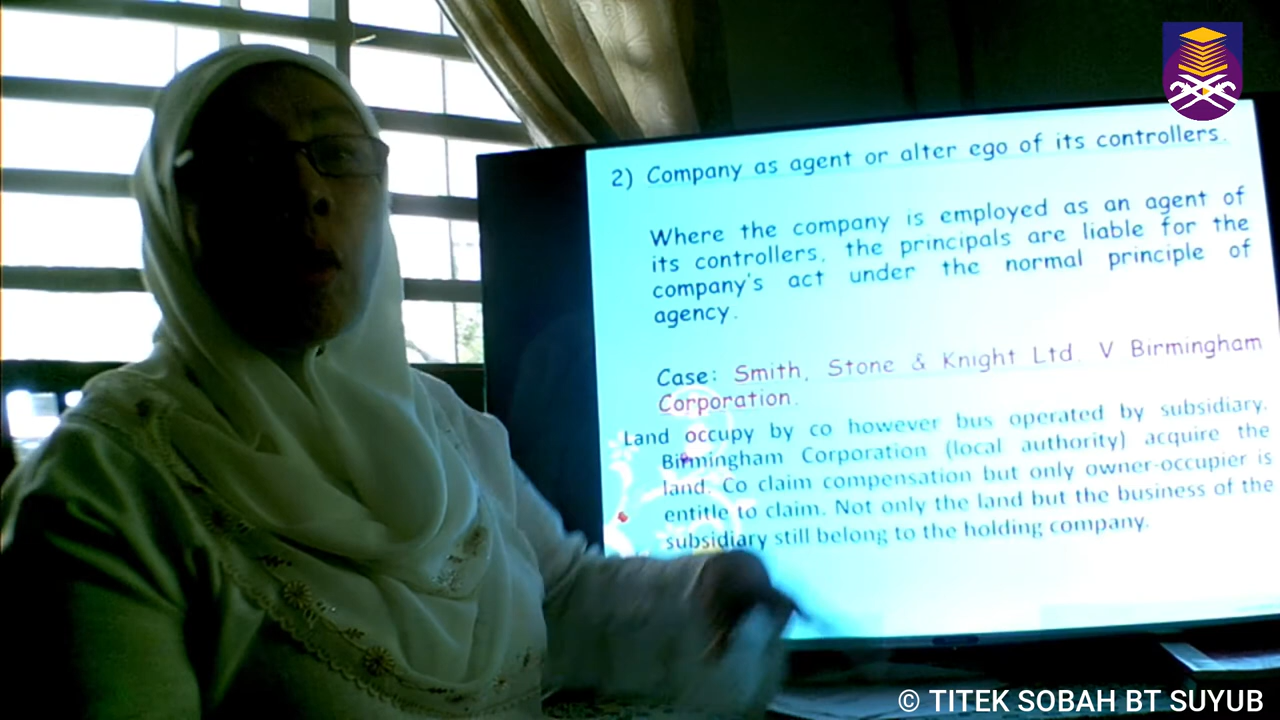 2) Company as agent or alter ego of its controllers.
Where the company is employed as an agent of
its controllers, the principals are liable for the
company's act under the normal principle of
agency.
Case: Smith, Stone & Knight Ltd. V Birmingham
Corporation.
Land occupy by co however bus operated by subsidiary.
Birmingham Corporation (local authority) acquire the
land. Co claim compensation but only owner-occupier is
entitle to claim. Not only the land but the business of the
subsidiary still belong to the holding company.
© TITEK SOBAH BT SUYUB